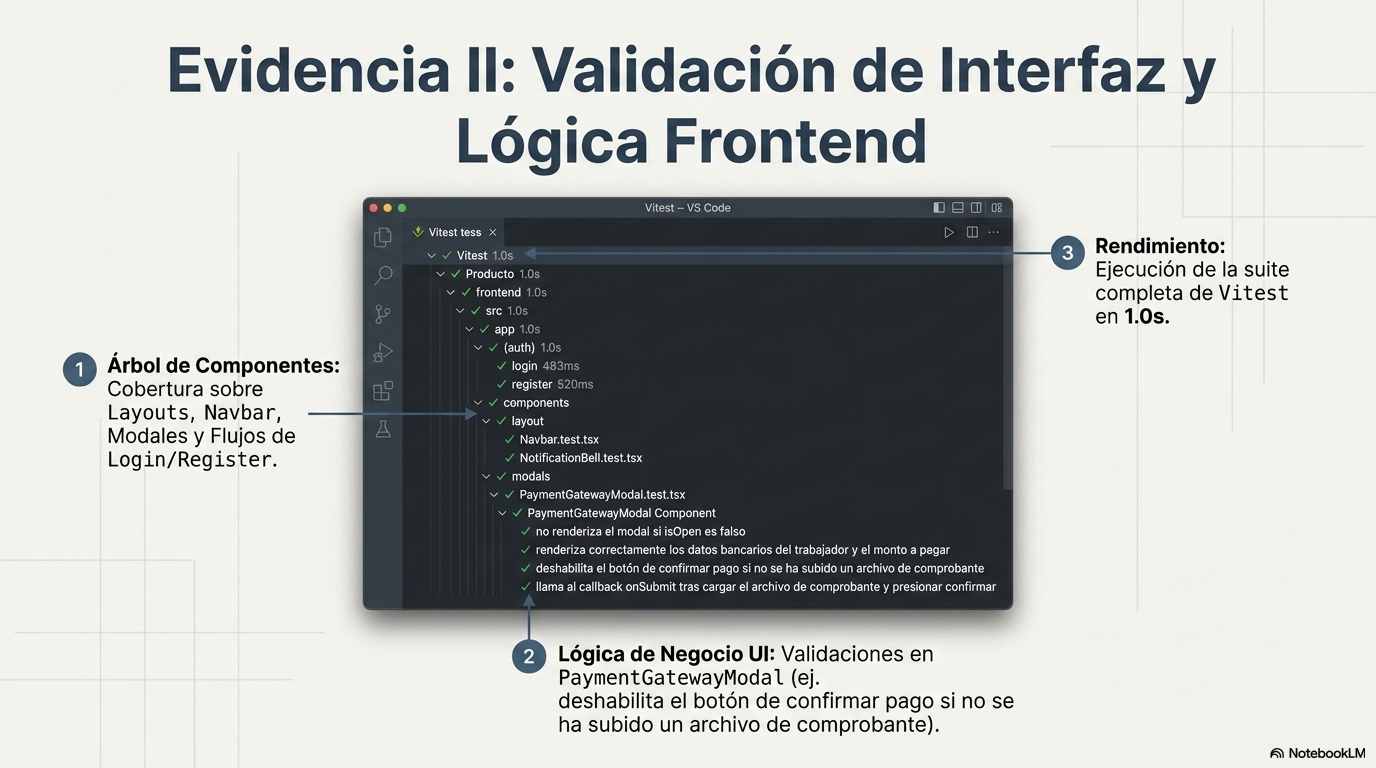 Evidencia II: Validación de Interfaz y
Lógica Frontend
Vitest – VS Code
Vitest tess
Vitest 1.0s
Producto 1.0s
frontend 1.0s
src 1.0s
app 1.0s
(auth) 1.0s
login 483ms
register 520ms
components
layout
Navbar.test.tsx
NotificationBell.test.tsx
modals
PaymentGatewayModal.test.tsx
PaymentGatewayModal Component
no renderiza el modal si isOpen es falso
renderiza correctamente los datos bancarios del trabajador y el monto a pagar
deshabilita el botón de confirmar pago si no se ha subido un archivo de comprobante
llama al callback onSubmit tras cargar el archivo de comprobante y presionar confirmar
1
Árbol de Componentes:
Cobertura sobre
Layouts, Navbar,
Modales y Flujos de
Login/Register.
2
Lógica de Negocio UI: Validaciones en
PaymentGatewayModal (ej.
deshabilita el botón de confirmar pago si no se
ha subido un archivo de comprobante).
3
Rendimiento:
Ejecución de la suite
completa de Vitest
en 1.0s.
NotebookLM